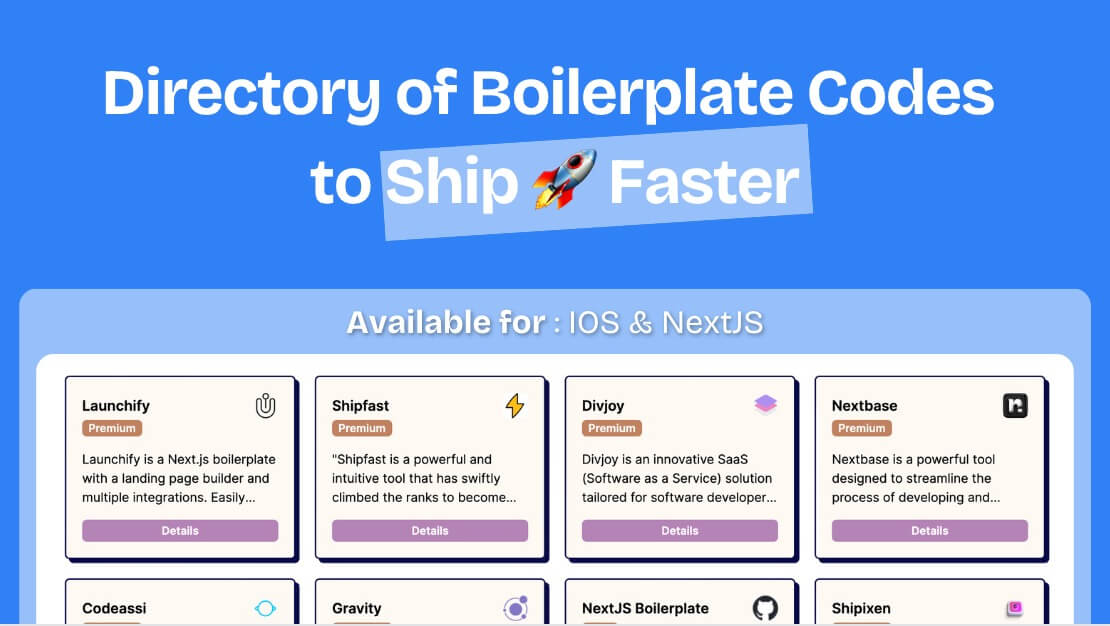 Directory of Boilerplate Codes
to Ship 🚀 Faster
Available for : IOS & NextJS
Launchify
Premium
Launchify is a Next.js boilerplate
with a landing page builder and
multiple integrations. Easily...
Details
Shipfast
Premium
"Shipfast is a powerful and
intuitive tool that has swiftly
climbed the ranks to become...
Details
Divjoy
Premium
Divjoy is an innovative SaaS
(Software as a Service) solution
tailored for software developer...
Details
Nextbase
Premium
Nextbase is a powerful tool
designed to streamline the
process of developing and...
Details
Codeassi
Gravity
NextJS Boilerplate
Shipixen